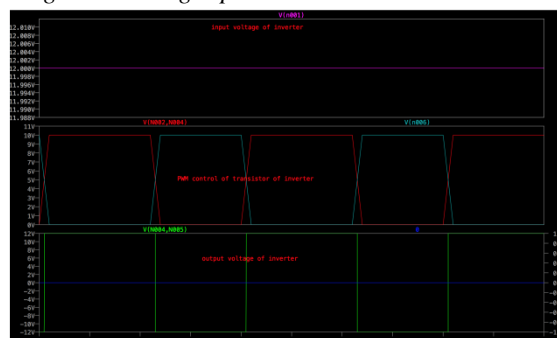 V(n001)
input voltage of inverter
12.010V
12.008V
12.006V
12.004V
12.002V
12.000V
11.998V
11.996V
11.994V
11.992V
11.990V
11.988V
V(N002,N004)
V(n006)
11V
10V
9V
8V
7V
6V
5V
4V
3V
2V
1V
0V
PWM control of transistor of inverter
V(N004,N005)
12V
10V
8V
6V
4V
2V
0V
-2V
-4V
-6V
-8V
-10V
-12V
output voltage of inverter